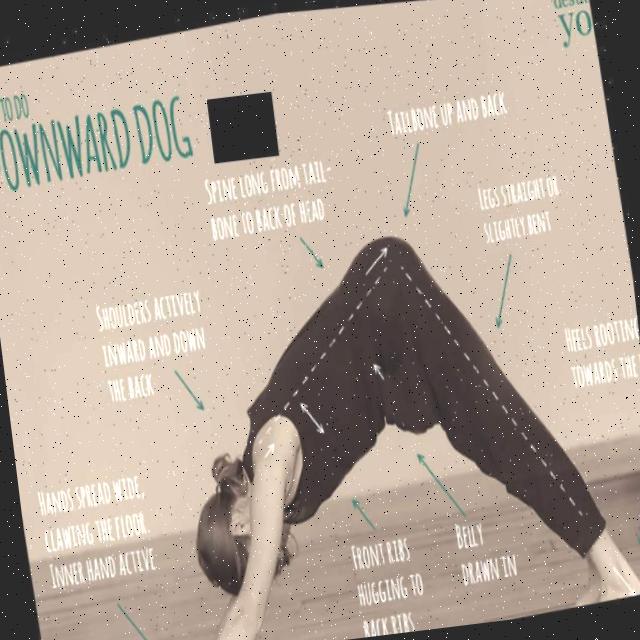 TO DO
OWNWARD DOG
yo
TAILBONE UP AND BACK
SPINE LONG FROM TAIL-
BONE TO BACK OF HEAD
LEGS STRAIGHT OR
SLIGHTLY BENT
SHOULDERS ACTIVELY
INWARD AND DOWN
THE BACK
HEELS ROOTING
TOWARDS THE
HANDS SPREAD WIDE,
CLAWING THE FLOOR
INNER HAND ACTIVE
FRONT RIBS
HUGGING TO
BACK RIBS
BELLY
DRAWN IN